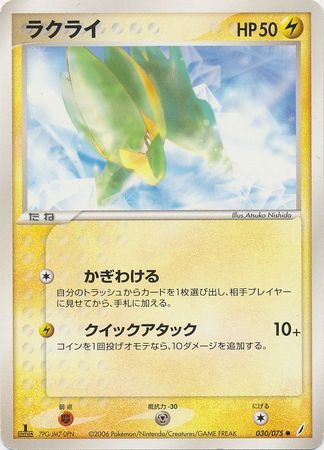 ラクライ HP50
たね
Illus.Atsuko Nishida
かぎわける
自分のトラッシュからカードを1枚選び出し、相手プレイヤー
に見せてから、手札に加える。
クイックアタック 10+
コインを1回投げオモテなら、10ダメージを追加する。
弱点 抵抗力 -30 にげる
1 EDITION 79G JM7 0PN ©2006 Pokémon/Nintendo/Creatures/GAME FREAK 030/075 ●